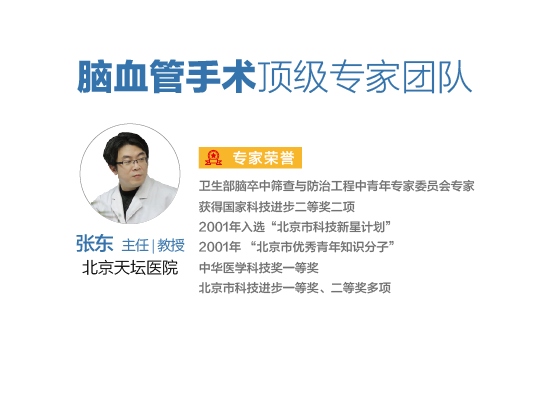 脑血管手术顶级专家团队
专家荣誉
卫生部脑卒中筛查与防治工程中青年专家委员会专家
获得国家科技进步二等奖二项
2001年入选“北京市科技新星计划”
2001年 “北京市优秀青年知识分子”
中华医学科技奖一等奖
北京市科技进步一等奖、二等奖多项
张东 主任|教授
北京天坛医院